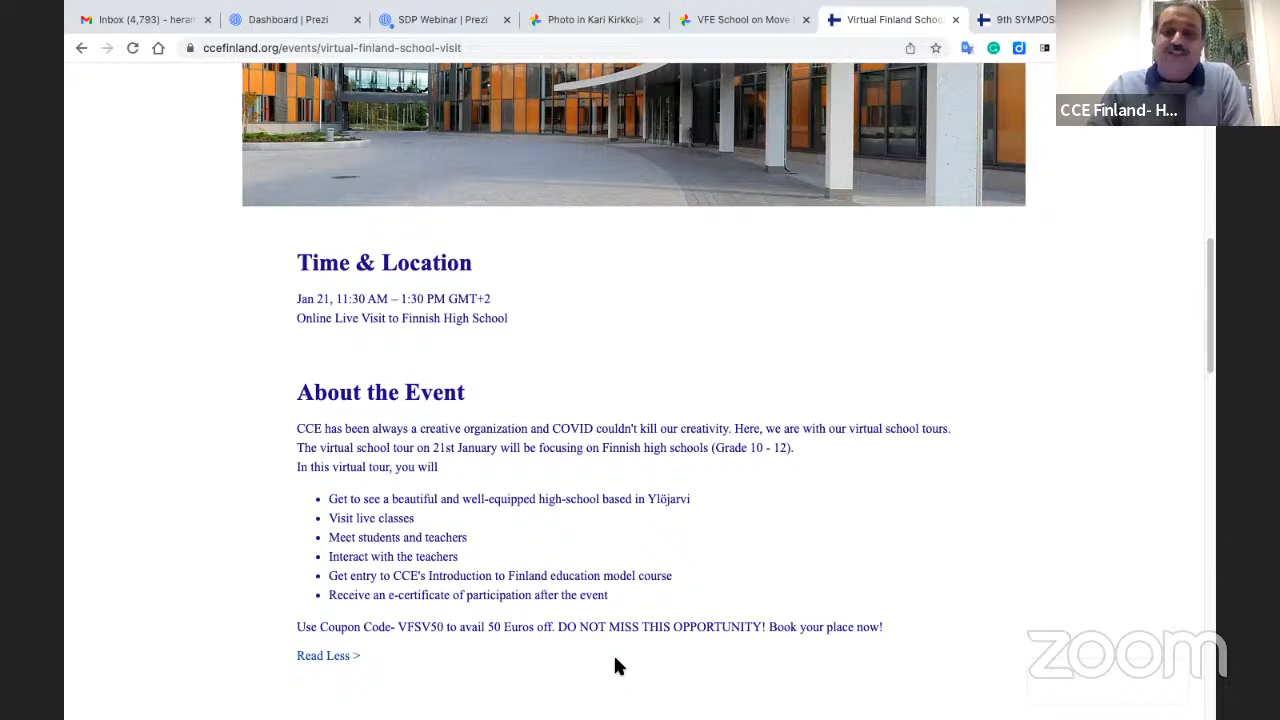 Inbox (4,793) - heran
Dashboard | Prezi
SDP Webinar | Prezi
Photo in Kari Kirkkoja
VFE School on Move
Virtual Finland Schoo
9th SYMPOS
ccefinland.org/events/virtual-finland-school-visit
CCE Finland- H...
Time & Location
Jan 21, 11:30 AM – 1:30 PM GMT+2
Online Live Visit to Finnish High School
About the Event
CCE has been always a creative organization and COVID couldn't kill our creativity. Here, we are with our virtual school tours.
The virtual school tour on 21st January will be focusing on Finnish high schools (Grade 10 - 12).
In this virtual tour, you will
• Get to see a beautiful and well-equipped high-school based in Ylöjarvi
• Visit live classes
• Meet students and teachers
• Interact with the teachers
• Get entry to CCE's Introduction to Finland education model course
• Receive an e-certificate of participation after the event
Use Coupon Code- VFSV50 to avail 50 Euros off. DO NOT MISS THIS OPPORTUNITY! Book your place now!
Read Less >
zoom